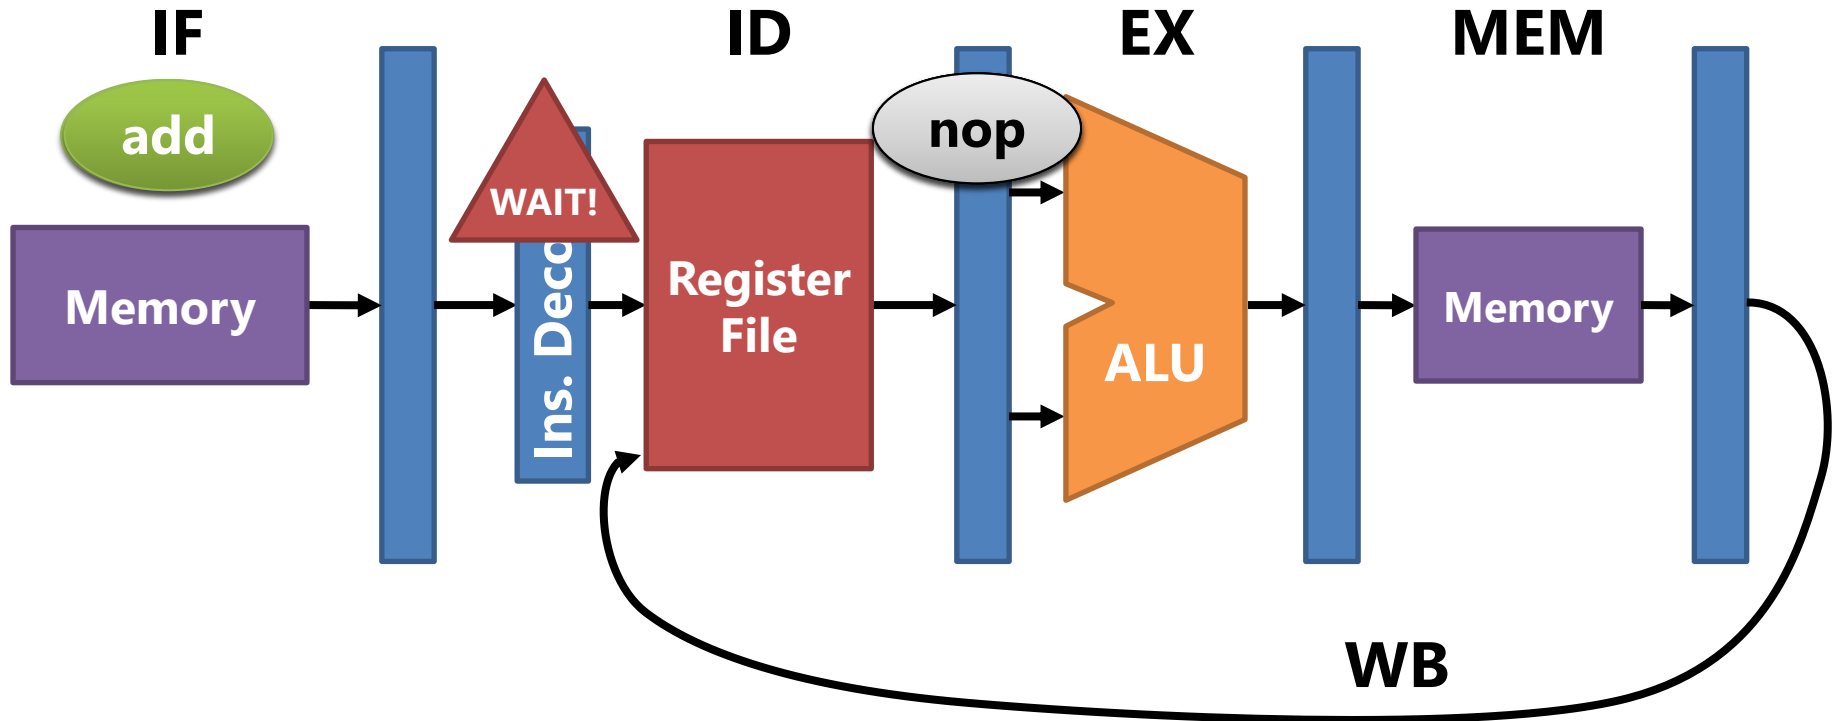 IF
ID
EX
MEM
add
nop
WAIT!
Memory
Ins. Deco
Register
File
ALU
Memory
WB